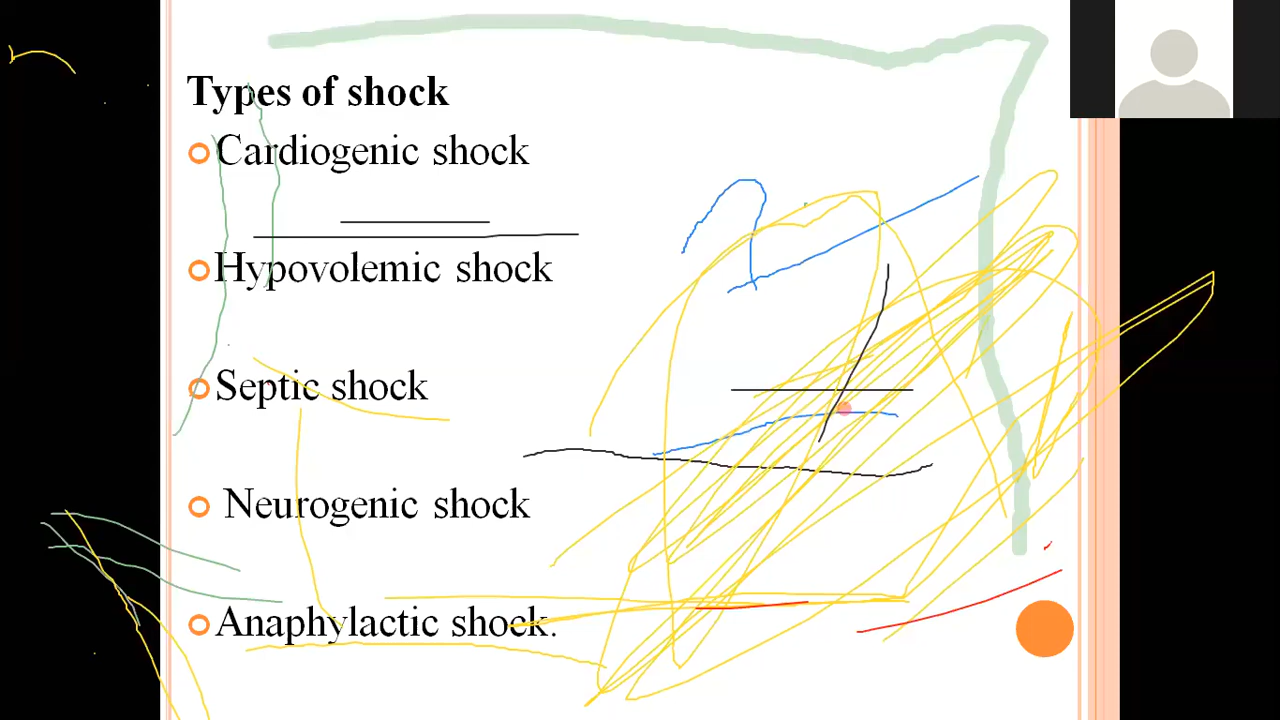 Types of shock
Cardiogenic shock
Hypovolemic shock
Septic shock
Neurogenic shock
Anaphylactic shock.